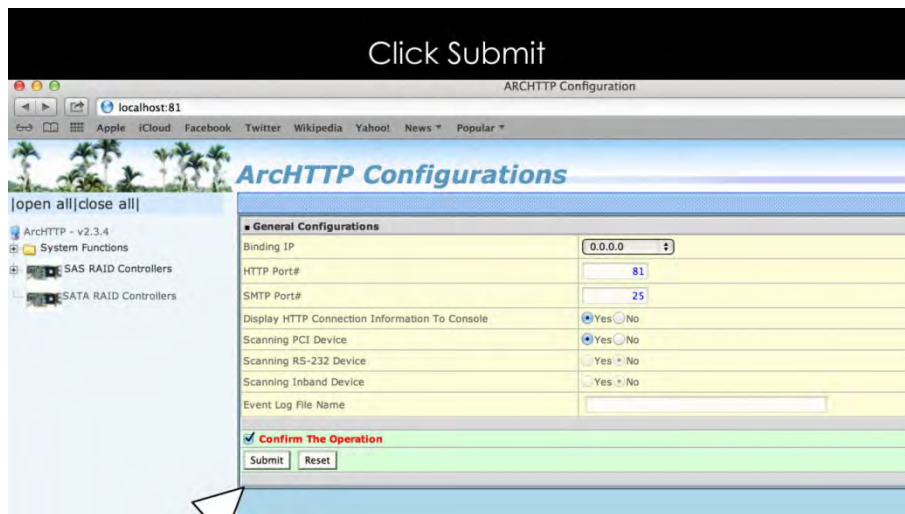 Click Submit
ARCHTTP Configuration
localhost:81
Apple iCloud Facebook Twitter Wikipedia Yahoo! News Popular
ArcHTTP Configurations
|open all|close all|
ArcHTTP - v2.3.4
System Functions
SAS RAID Controllers
SATA RAID Controllers
General Configurations
Binding IP 0.0.0.0
HTTP Port# 81
SMTP Port# 25
Display HTTP Connection Information To Console Yes No
Scanning PCI Device Yes No
Scanning RS-232 Device Yes No
Scanning Inband Device Yes No
Event Log File Name
Confirm The Operation
Submit Reset